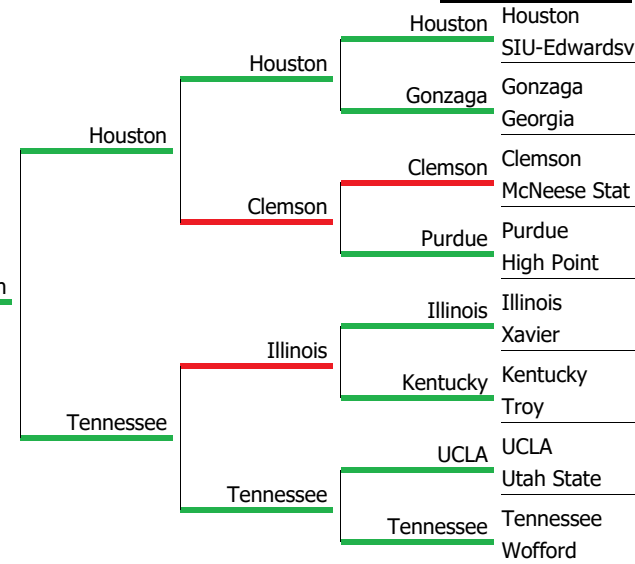 Houston
Houston
SIU-Edwardsv
Houston
Gonzaga
Gonzaga
Georgia
Houston
Clemson
Clemson
McNeese Stat
Clemson
Purdue
Purdue
High Point
n
Illinois
Illinois
Xavier
Illinois
Kentucky
Kentucky
Troy
Tennessee
UCLA
UCLA
Utah State
Tennessee
Tennessee
Tennessee
Wofford